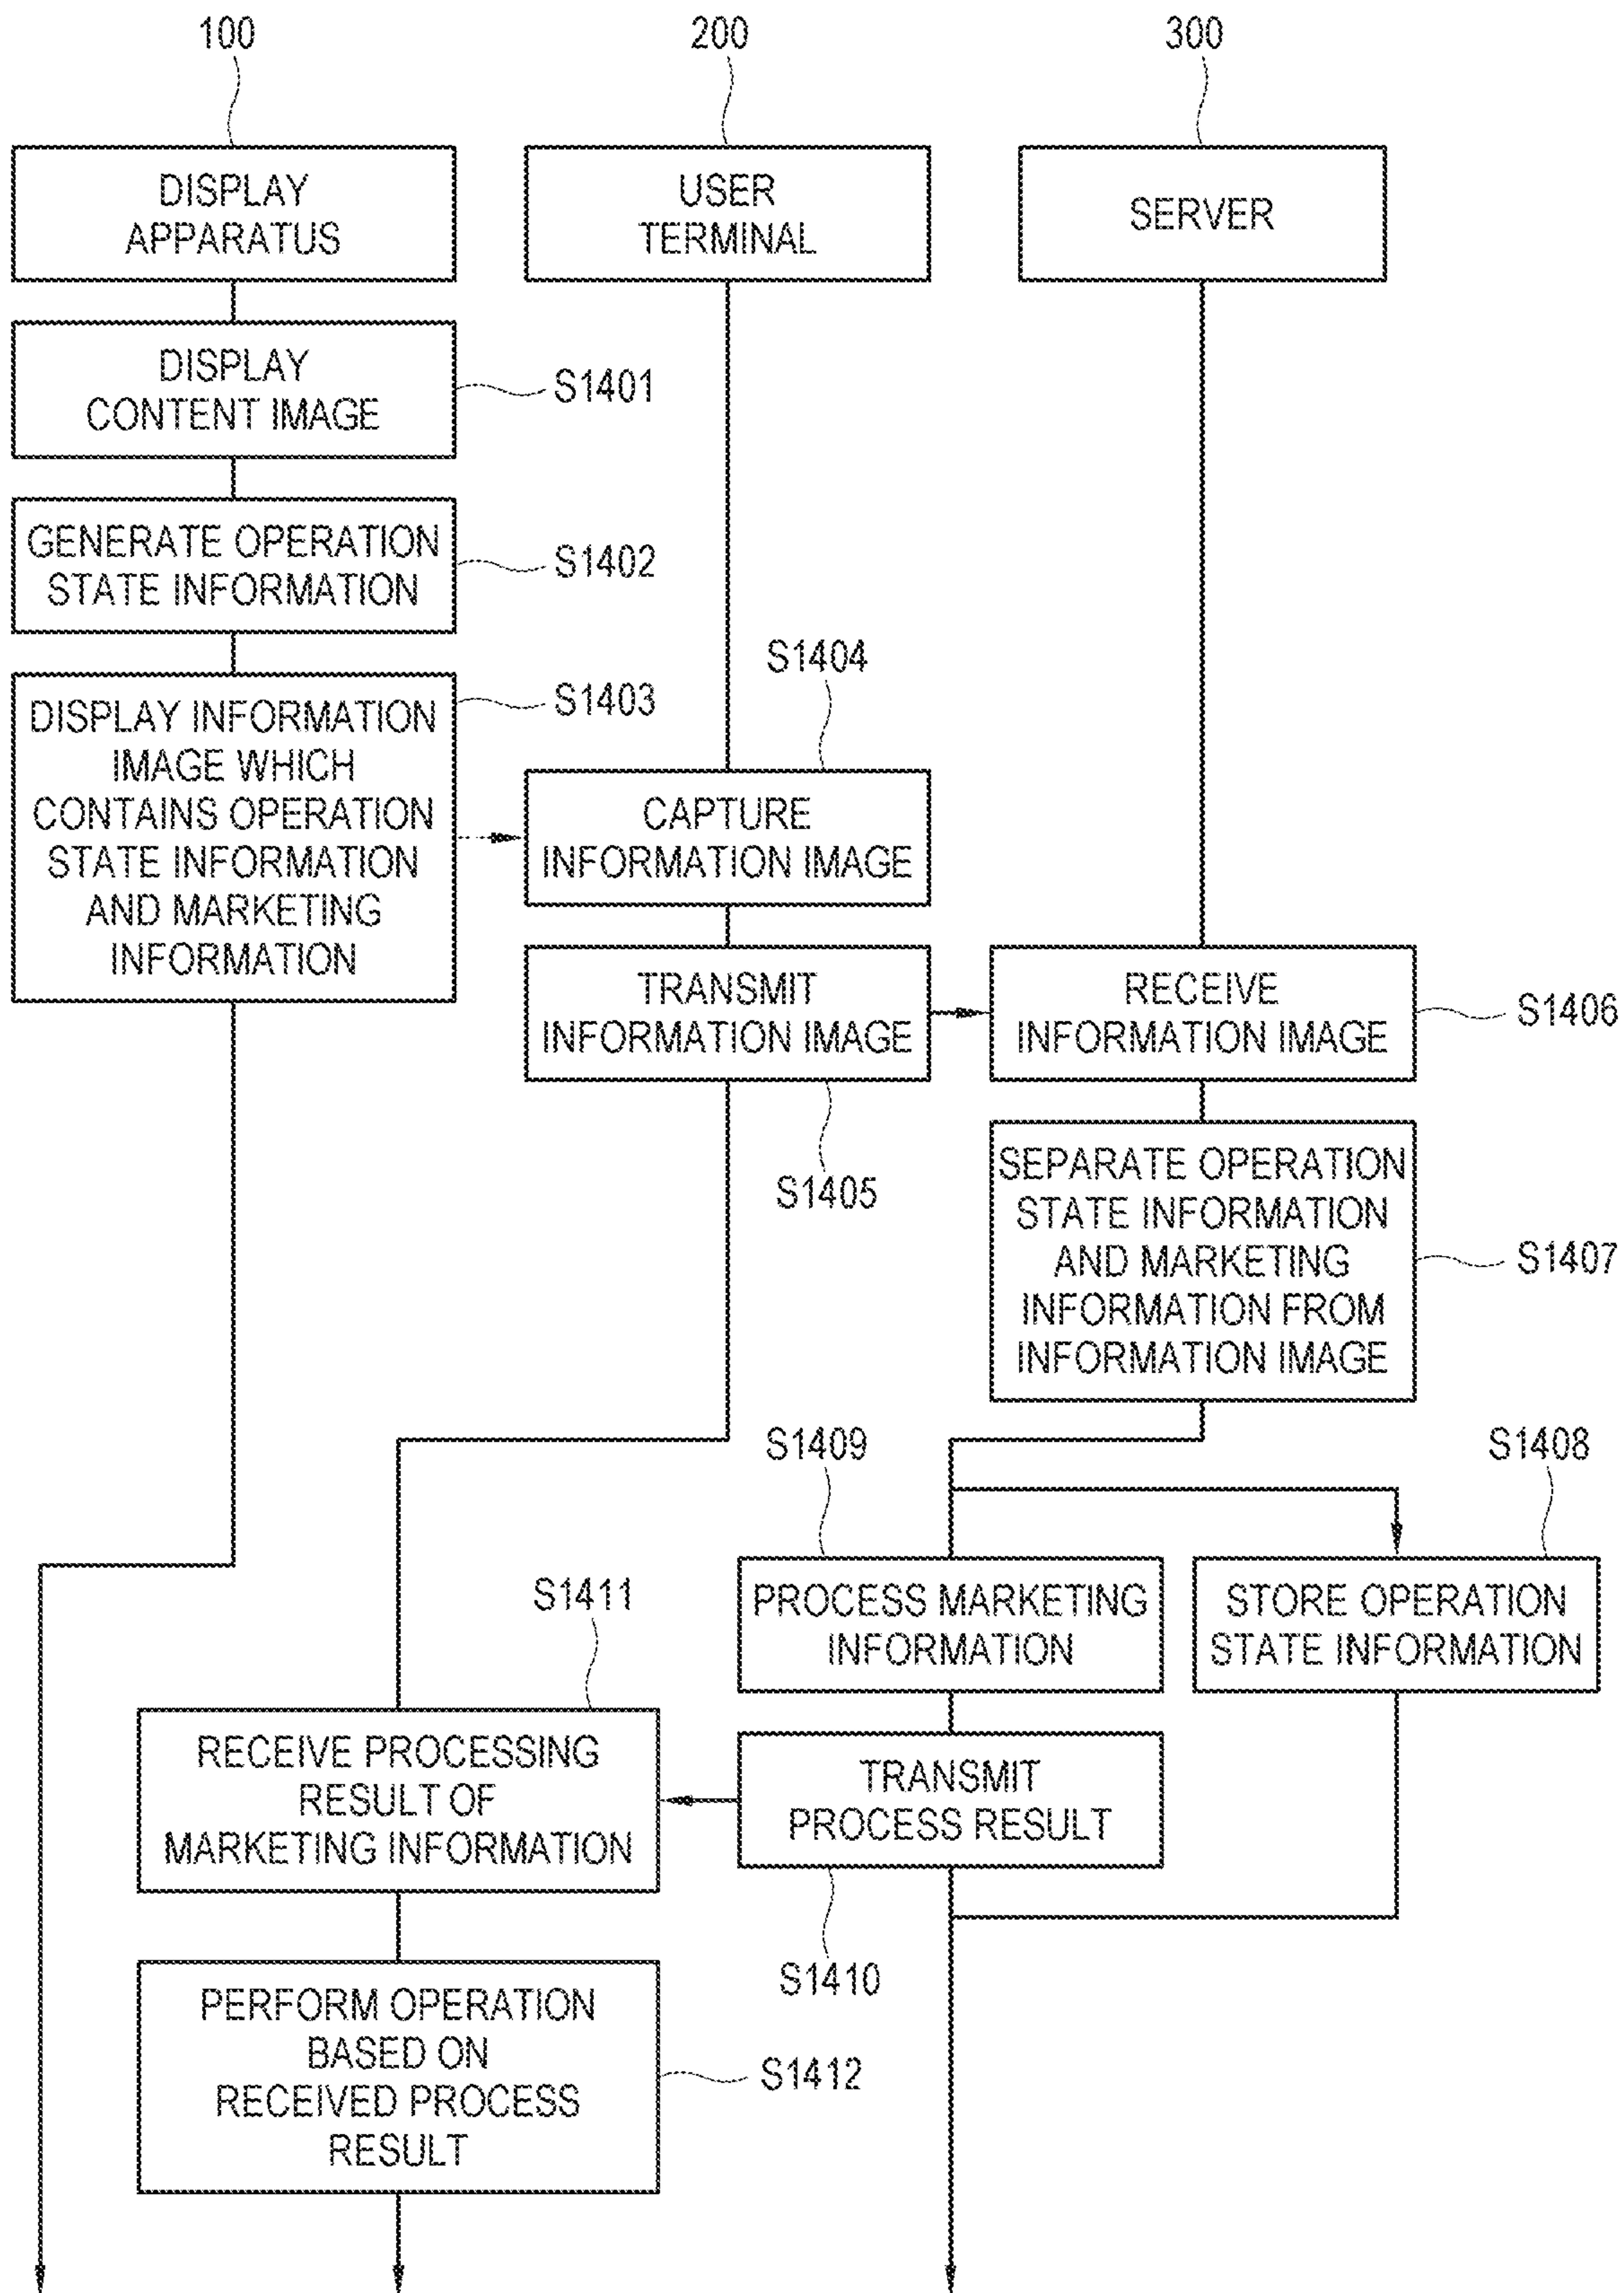 100
200
300
DISPLAY
APPARATUS
USER
TERMINAL
SERVER
DISPLAY
CONTENT IMAGE
S1401
GENERATE OPERATION
STATE INFORMATION
S1402
DISPLAY INFORMATION
IMAGE WHICH
CONTAINS OPERATION
STATE INFORMATION
AND MARKETING
INFORMATION
S1403
S1404
CAPTURE
INFORMATION IMAGE
TRANSMIT
INFORMATION IMAGE
S1405
RECEIVE
INFORMATION IMAGE
S1406
SEPARATE OPERATION
STATE INFORMATION
AND MARKETING
INFORMATION FROM
INFORMATION IMAGE
S1407
S1409
S1408
PROCESS MARKETING
INFORMATION
STORE OPERATION
STATE INFORMATION
S1411
RECEIVE PROCESSING
RESULT OF
MARKETING INFORMATION
TRANSMIT
PROCESS RESULT
S1410
PERFORM OPERATION
BASED ON
RECEIVED PROCESS
RESULT
S1412